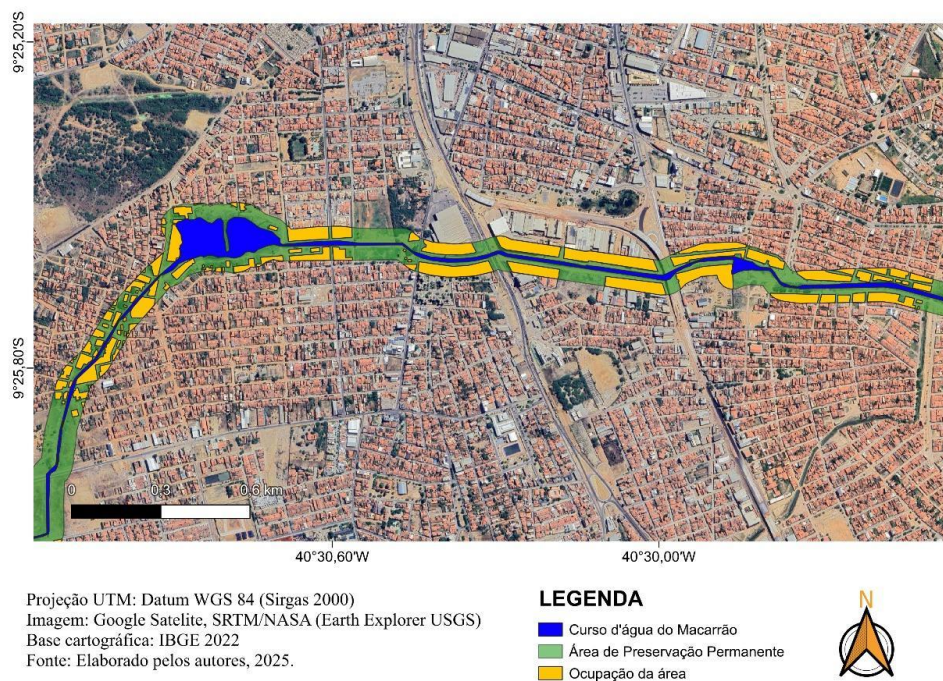 9°25,20'S
9°25,80'S
0 0.3 0.6 km
40°30,60'W 40°30,00'W
Projeção UTM: Datum WGS 84 (Sirgas 2000)
Imagem: Google Satelite, SRTM/NASA (Earth Explorer USGS)
Base cartográfica: IBGE 2022
Fonte: Elaborado pelos autores, 2025.
LEGENDA
Curso d'água do Macarrão
Área de Preservação Permanente
Ocupação da área
N